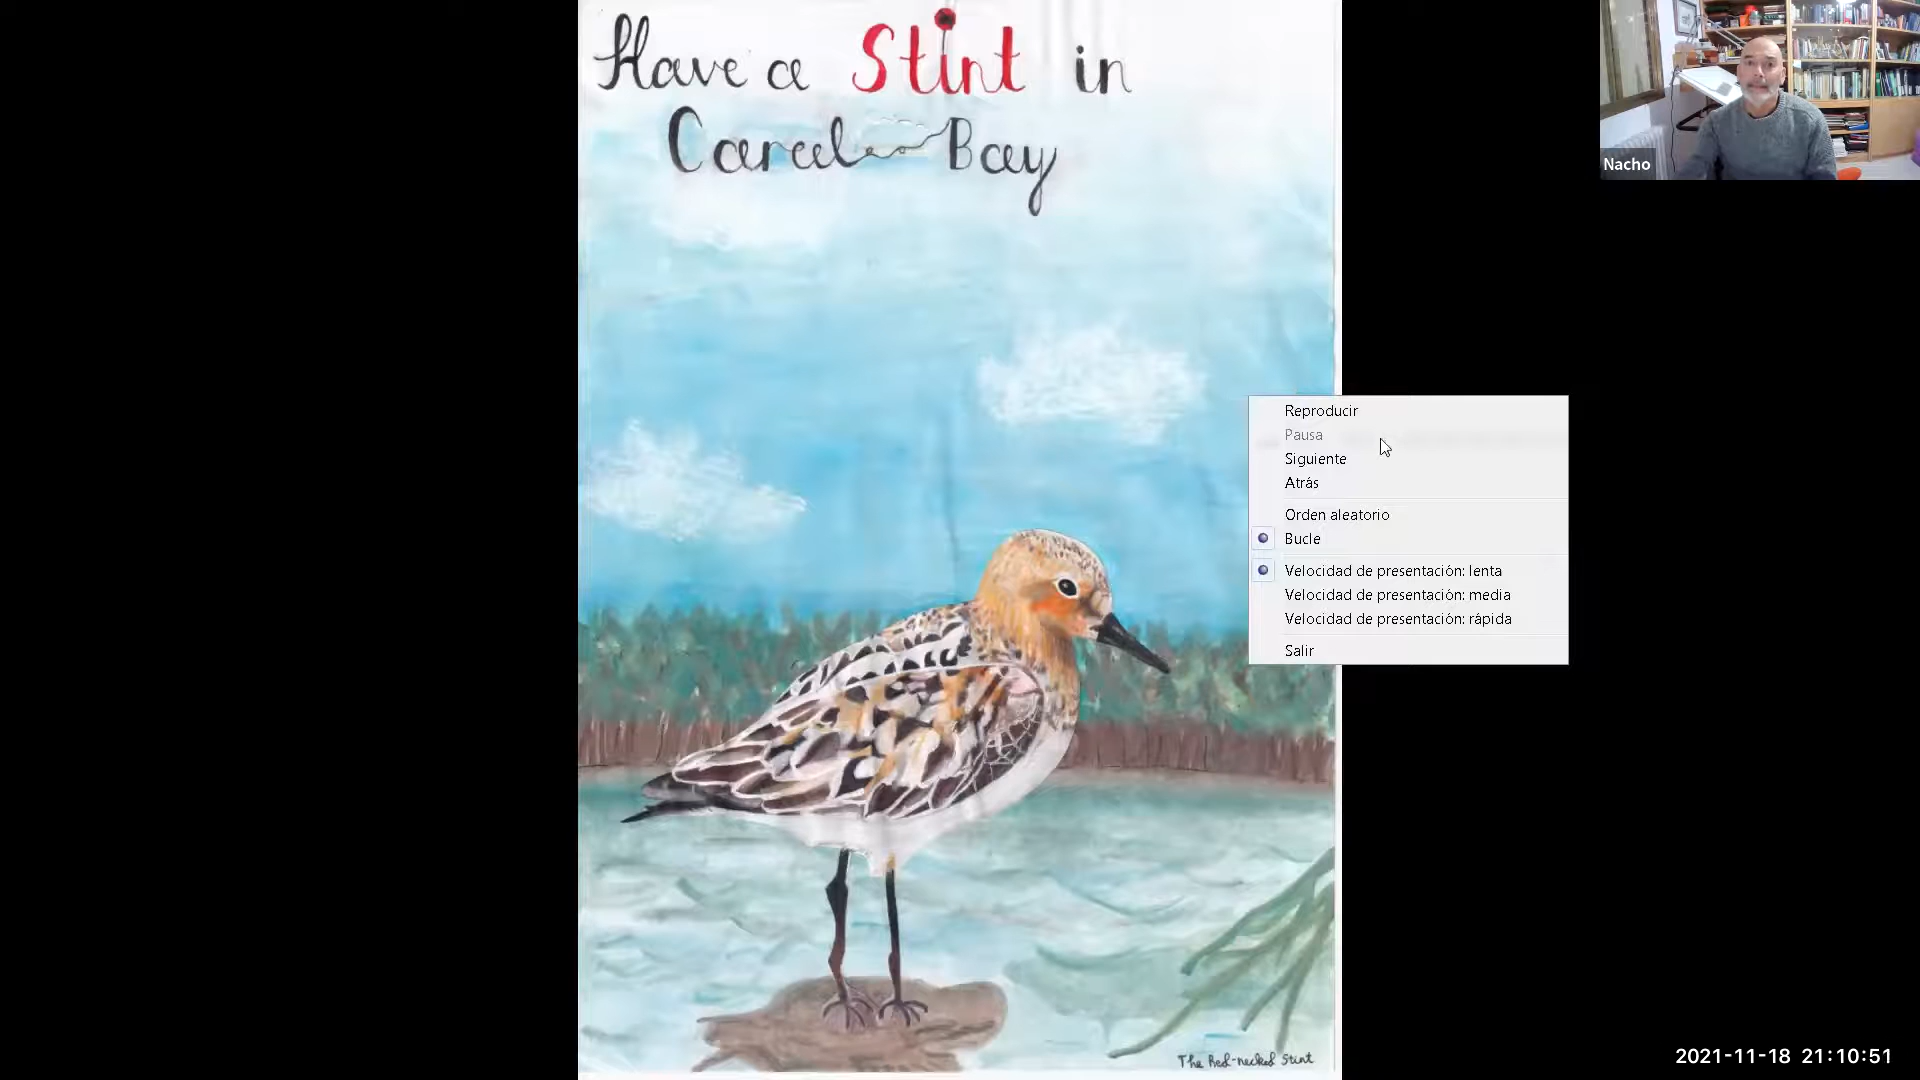 Have a Stint in
Careel Bay
Nacho
Reproducir
Pausa
Siguiente
Atrás
Orden aleatorio
Bucle
Velocidad de presentación: lenta
Velocidad de presentación: media
Velocidad de presentación: rápida
Salir
The Red-necked Stint
2021-11-18 21:10:51